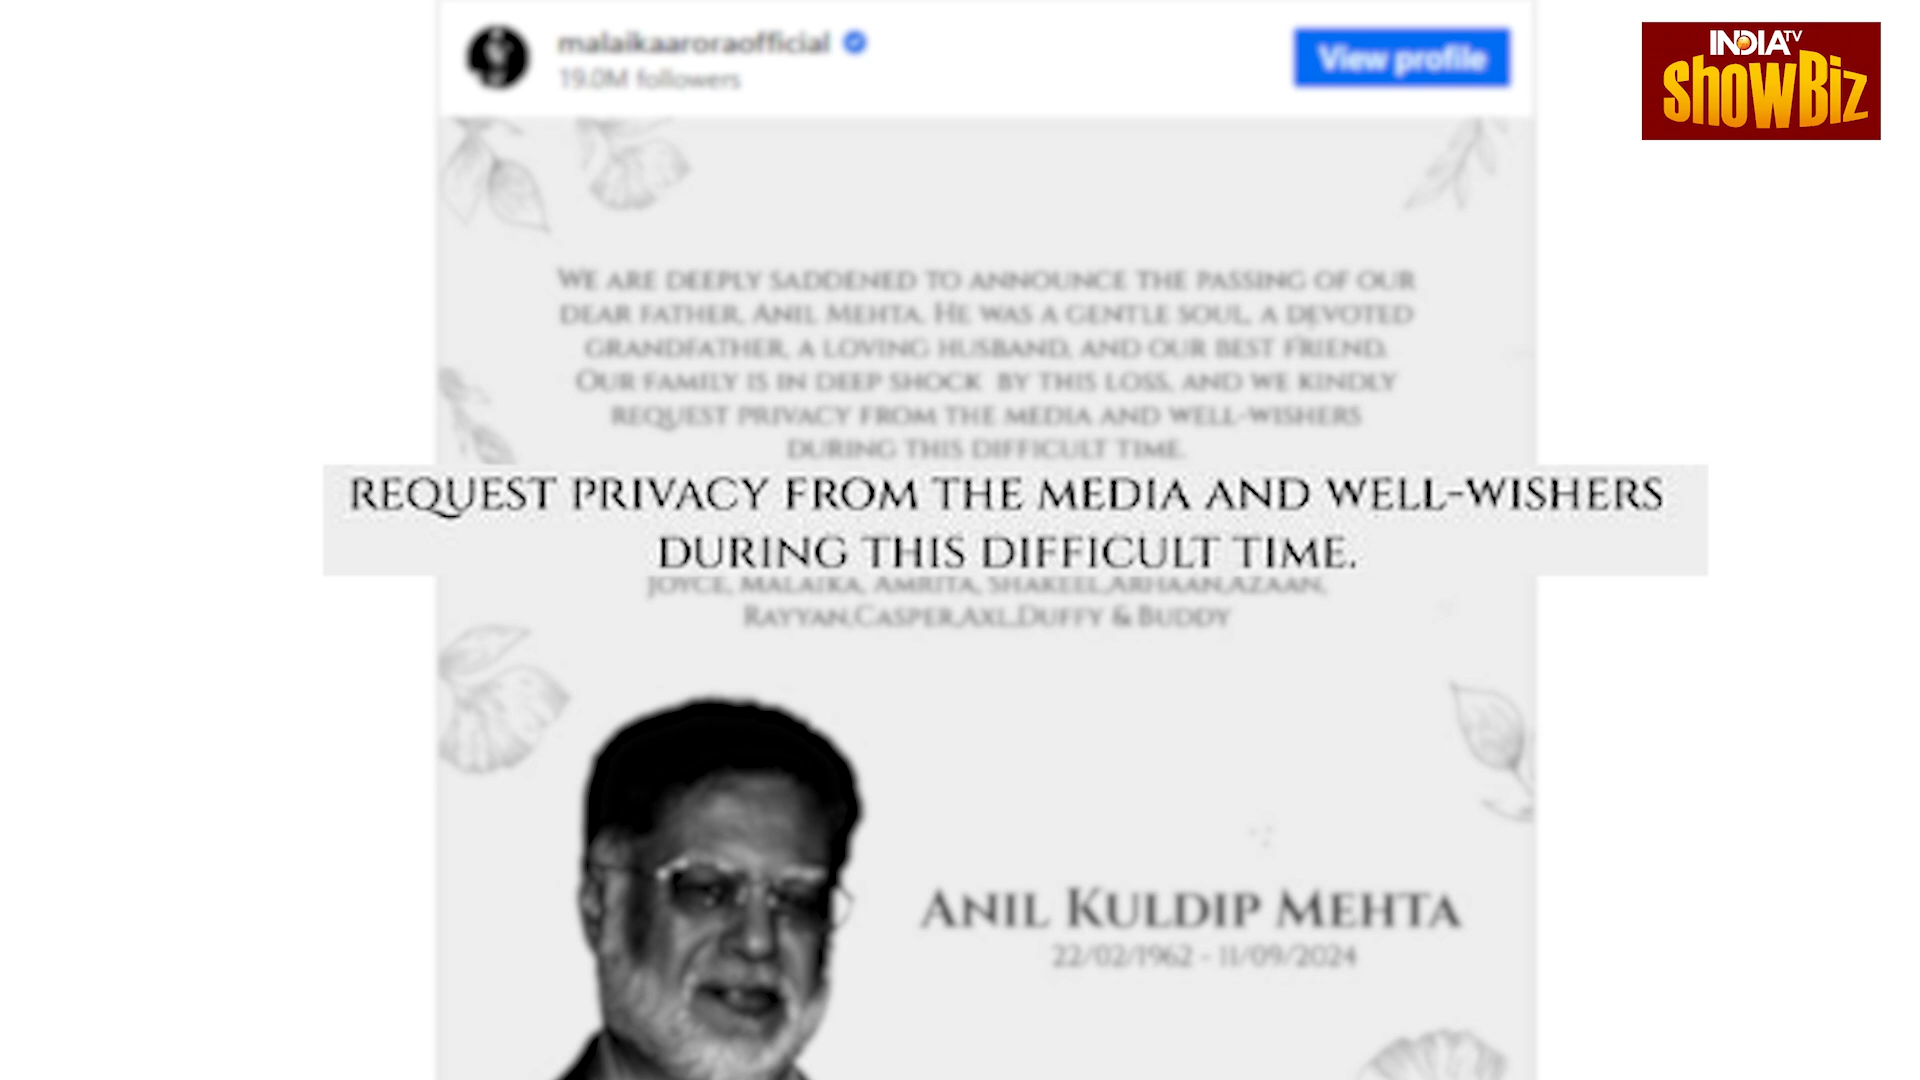 malaikaaroraofficial
19.0M followers
View profile
INDIA TV
ShowBiz
WE ARE DEEPLY SADDENED TO ANNOUNCE THE PASSING OF OUR
DEAR FATHER, ANIL MEHTA. HE WAS A GENTLE SOUL, A DEVOTED
GRANDFATHER, A LOVING HUSBAND, AND OUR BEST FRIEND.
OUR FAMILY IS IN DEEP SHOCK BY THIS LOSS, AND WE KINDLY
REQUEST PRIVACY FROM THE MEDIA AND WELL-WISHERS
DURING THIS DIFFICULT TIME.
REQUEST PRIVACY FROM THE MEDIA AND WELL-WISHERS
DURING THIS DIFFICULT TIME.
JOYCE, MALAIKA, AMRITA, SHAKEEL,ARHAAN,AZAAN,
RAYYAN,CASPER,AXL,DUFFY & BUDDY
ANIL KULDIP MEHTA
22/02/1962 - 11/09/2024